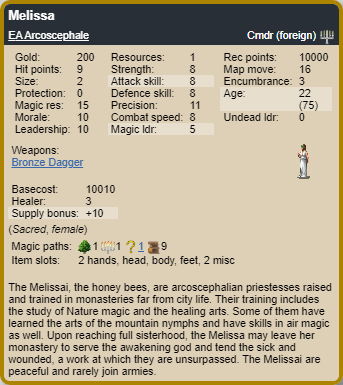 Melissa
EA Arcoscephale Cmdr (foreign)
Gold: 200 Resources: 1 Rec points: 10000
Hit points: 9 Strength: 8 Map move: 16
Size: 2 Attack skill: 8 Encumbrance: 3
Protection: 0 Defence skill: 8 Age: 22
Magic res: 15 Precision: 11 (75)
Morale: 10 Combat speed: 8 Undead ldr: 0
Leadership: 10 Magic ldr: 5
Weapons:
Bronze Dagger
Basecost: 10010
Healer: 3
Supply bonus: +10
(Sacred, female)
Magic paths: 1 1 ?1 9
Item slots: 2 hands, head, body, feet, 2 misc
The Melissai, the honey bees, are arcoscephalian priestesses raised
and trained in monasteries far from city life. Their training includes
the study of Nature magic and the healing arts. Some of them have
learned the arts of the mountain nymphs and have skills in air magic
as well. Upon reaching full sisterhood, the Melissa may leave her
monastery to serve the awakening god and tend the sick and
wounded, a work at which they are unsurpassed. The Melissai are
peaceful and rarely join armies.